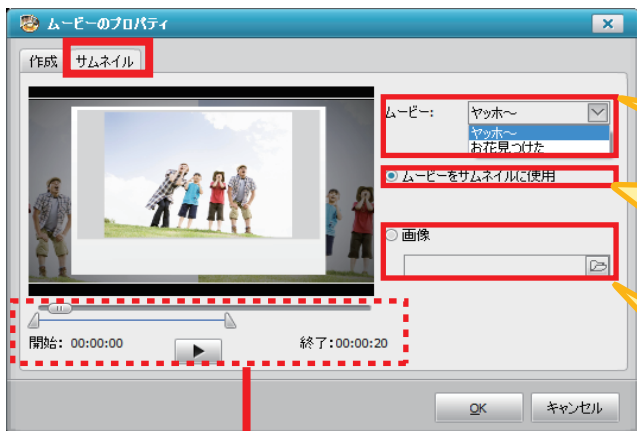 ムービーのプロパティ
作成 サムネイル
ムービー: ヤッホ～
ヤッホ～
お花見つけた
ムービーをサムネイルに使用
画像
開始: 00:00:00 終了:00:00:20
OK キャンセル